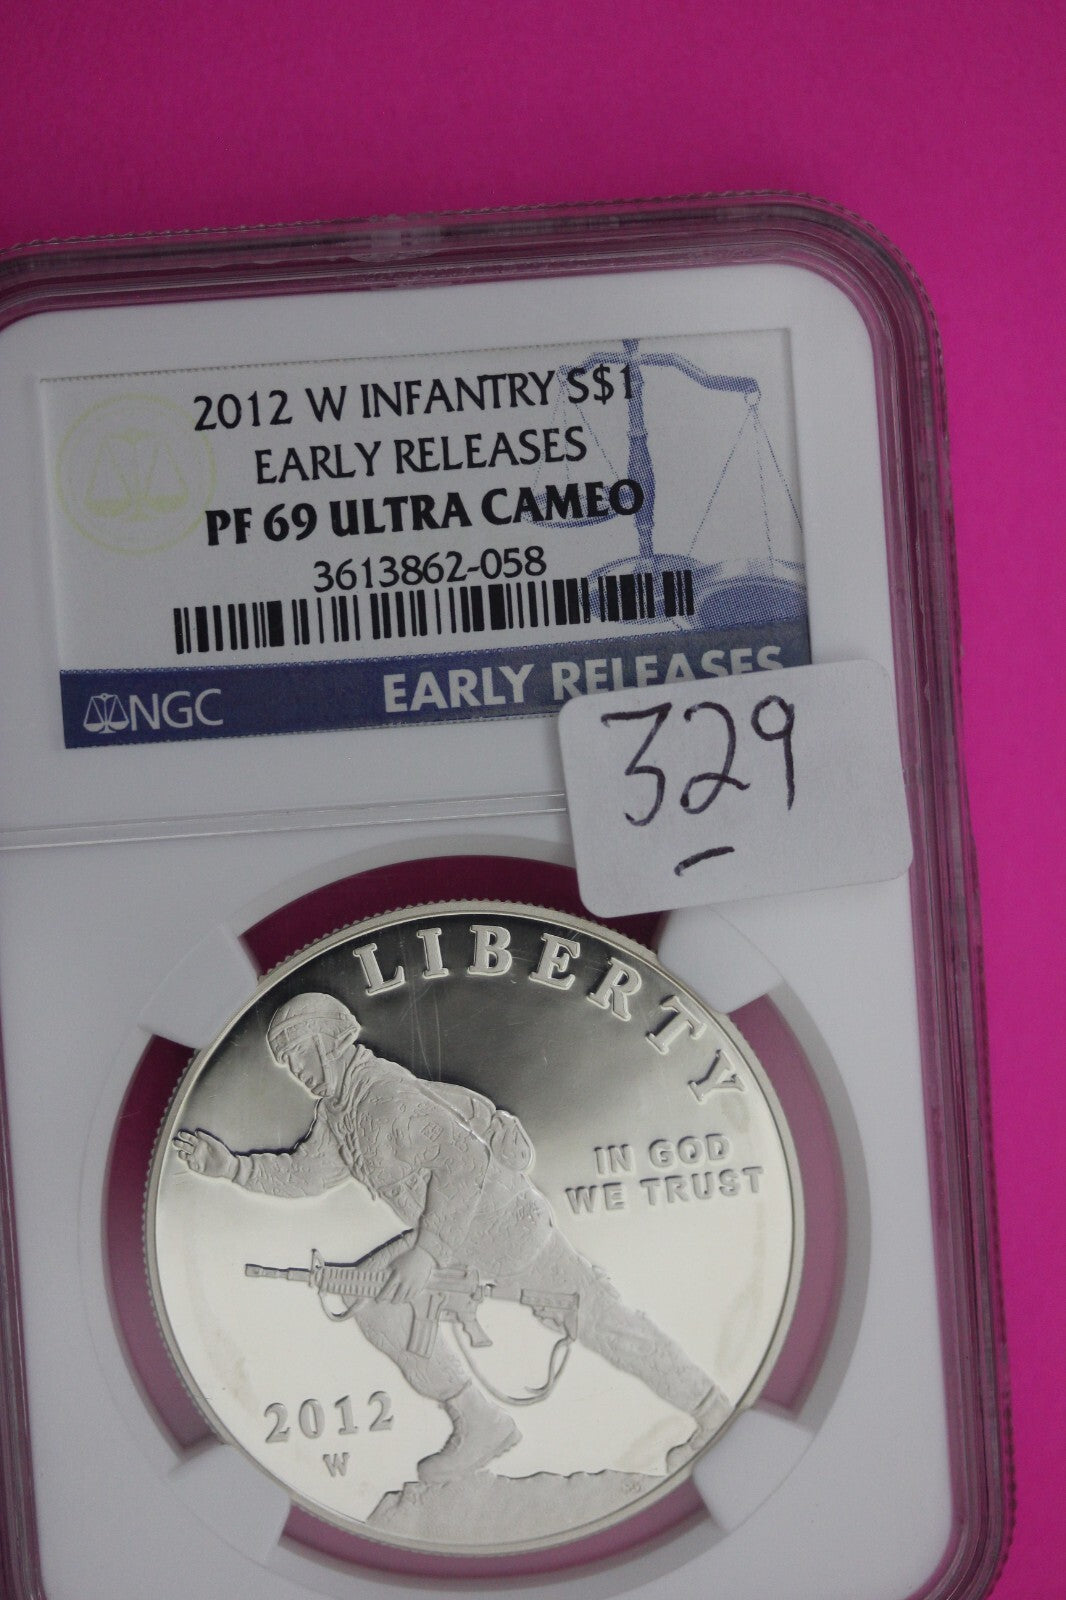 2012 W INFANTRY S$1
EARLY RELEASES
PF 69 ULTRA CAMEO
3613862-058
NGC
EARLY RELEASES
329
LIBERTY
IN GOD
WE TRUST
2012
W